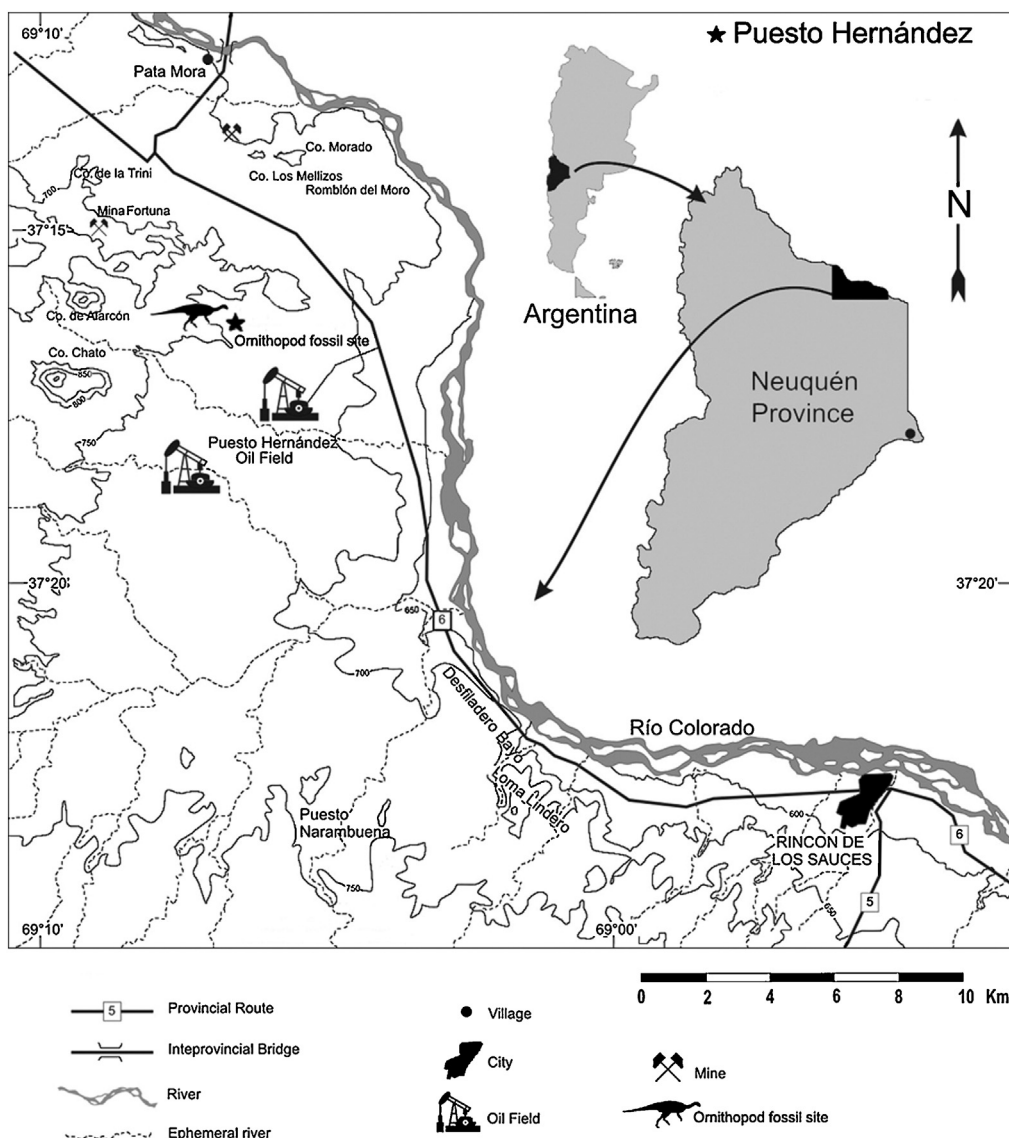 69°10'
★ Puesto Hernández
Pata Mora
Co. Morado
Co. Los Mellizos
Romblón del Moro
Co. de la Trini
700
Mina Fortuna
37°15'
N
Co. de Alarcón
Argentina
Ornithopod fossil site
Co. Chato
850
800
750
Neuquén
Province
Puesto Hernández
Oil Field
37°20'
37°20'
650
6
700
Desfiladero Bayo
Loma Lindero
Río Colorado
Puesto
Narambuena
750
600
RINCON DE
LOS SAUCES
6
650
5
69°10'
69°00'
0 2 4 6 8 10 Km
5 Provincial Route
Inteprovincial Bridge
River
Ephemeral river
Village
City
Oil Field
Mine
Ornithopod fossil site